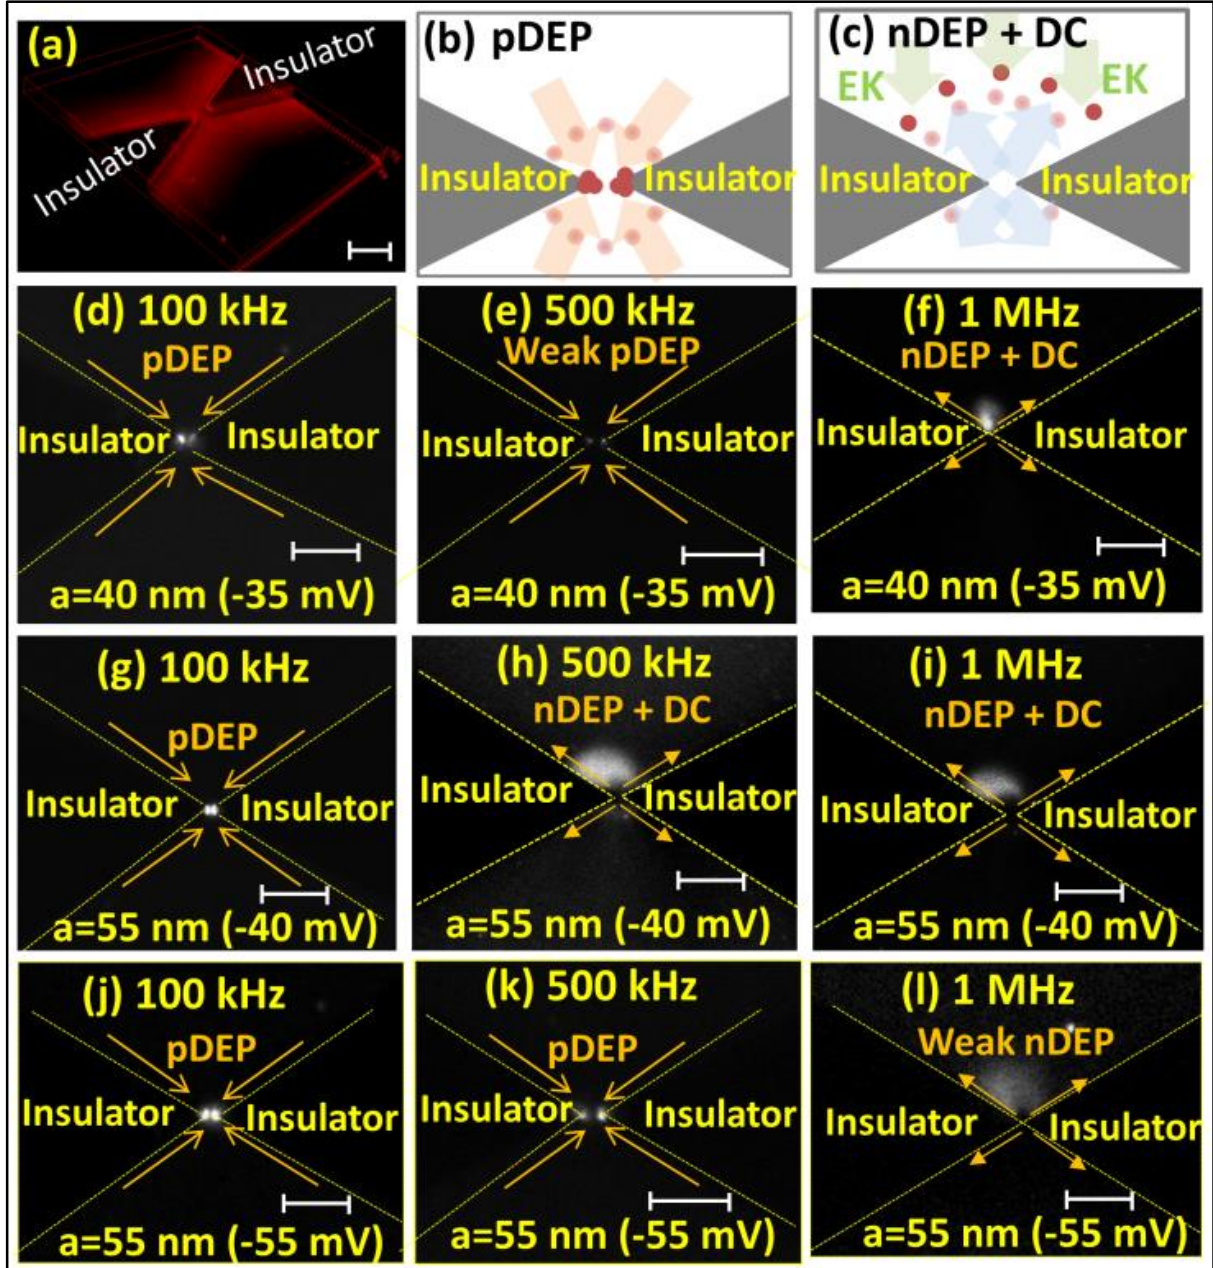 (a)
Insulator
Insulator
(b) pDEP
Insulator Insulator
(c) nDEP + DC
EK EK
Insulator Insulator
(d) 100 kHz
pDEP
Insulator Insulator
a=40 nm (-35 mV)
(e) 500 kHz
Weak pDEP
Insulator Insulator
a=40 nm (-35 mV)
(f) 1 MHz
nDEP + DC
Insulator Insulator
a=40 nm (-35 mV)
(g) 100 kHz
pDEP
Insulator Insulator
a=55 nm (-40 mV)
(h) 500 kHz
nDEP + DC
Insulator Insulator
a=55 nm (-40 mV)
(i) 1 MHz
nDEP + DC
Insulator Insulator
a=55 nm (-40 mV)
(j) 100 kHz
pDEP
Insulator Insulator
a=55 nm (-55 mV)
(k) 500 kHz
pDEP
Insulator Insulator
a=55 nm (-55 mV)
(l) 1 MHz
Weak nDEP
Insulator Insulator
a=55 nm (-55 mV)